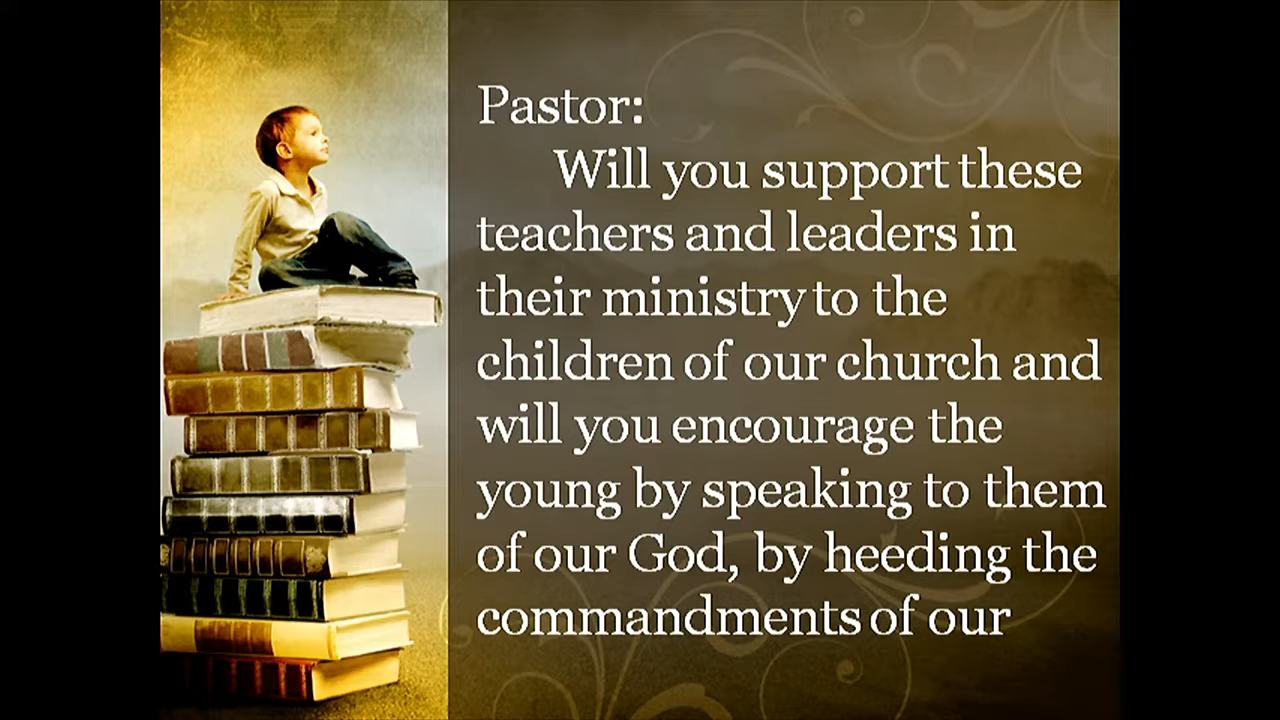 Pastor:
Will you support these
teachers and leaders in
their ministry to the
children of our church and
will you encourage the
young by speaking to them
of our God, by heeding the
commandments of our